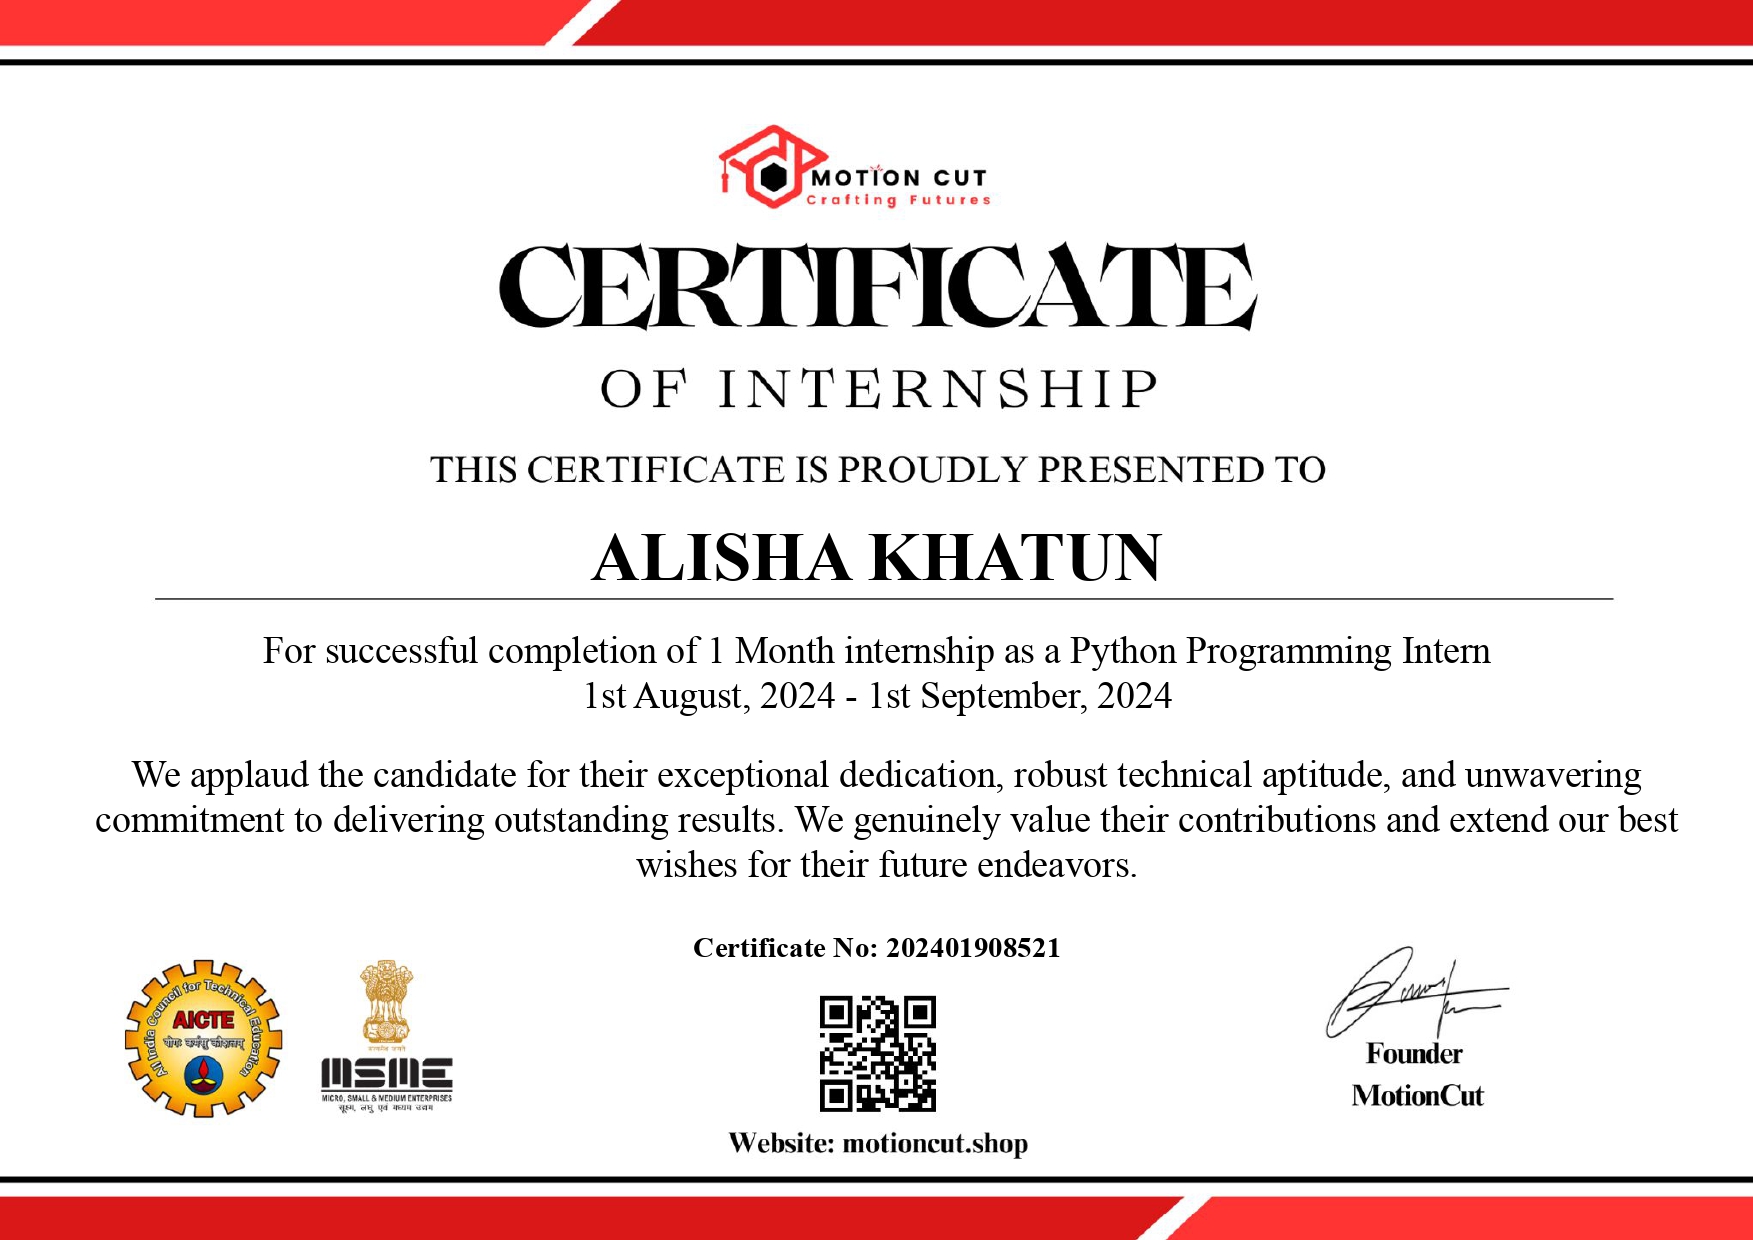 MOTION CUT
Crafting Futures
CERTIFICATE
OF INTERNSHIP
THIS CERTIFICATE IS PROUDLY PRESENTED TO
ALISHA KHATUN
For successful completion of 1 Month internship as a Python Programming Intern
1st August, 2024 - 1st September, 2024
We applaud the candidate for their exceptional dedication, robust technical aptitude, and unwavering
commitment to delivering outstanding results. We genuinely value their contributions and extend our best
wishes for their future endeavors.
Certificate No: 202401908521
All India Council for Technical Education
AICTE
योगः कर्मसु कौशलम्
सत्यमेव जयते
MSME
MICRO, SMALL & MEDIUM ENTERPRISES
सूक्ष्म, लघु एवं मध्यम उद्यम
Founder
MotionCut
Website: motioncut.shop